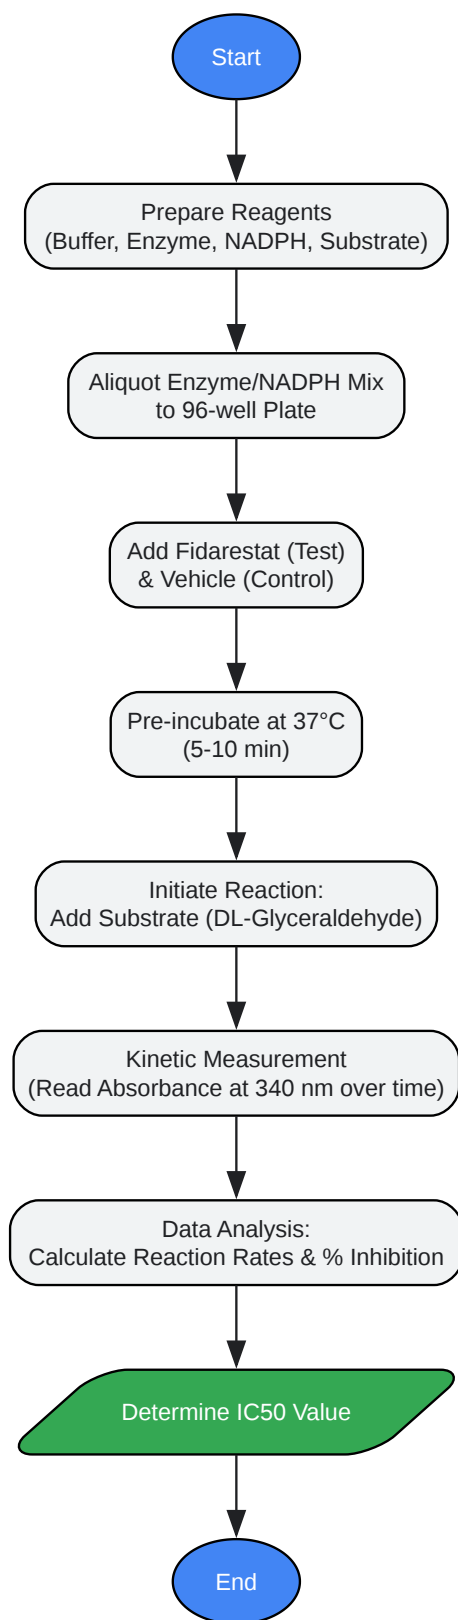 Start
Prepare Reagents
(Buffer, Enzyme, NADPH, Substrate)
Aliquot Enzyme/NADPH Mix
to 96-well Plate
Add Fidarestat (Test)
& Vehicle (Control)
Pre-incubate at 37°C
(5-10 min)
Initiate Reaction:
Add Substrate (DL-Glyceraldehyde)
Kinetic Measurement
(Read Absorbance at 340 nm over time)
Data Analysis:
Calculate Reaction Rates & % Inhibition
Determine IC50 Value
End